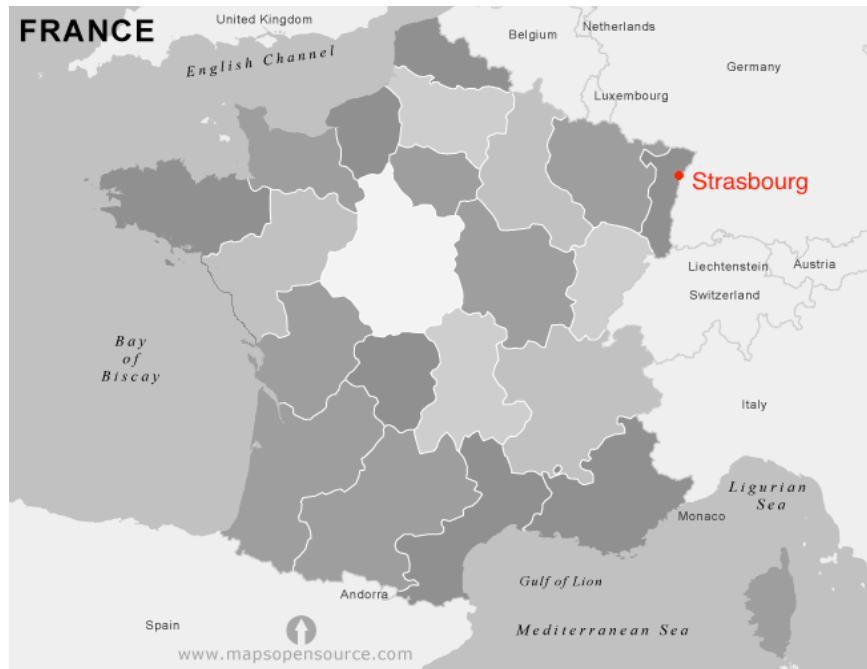 FRANCE
United Kingdom
Netherlands
Belgium
English Channel
Germany
Luxembourg
Strasbourg
Liechtenstein
Austria
Switzerland
Bay
of
Biscay
Italy
Ligurian
Sea
Monaco
Gulf of Lion
Andorra
Spain
Mediterranean Sea
www.mapsopensource.com